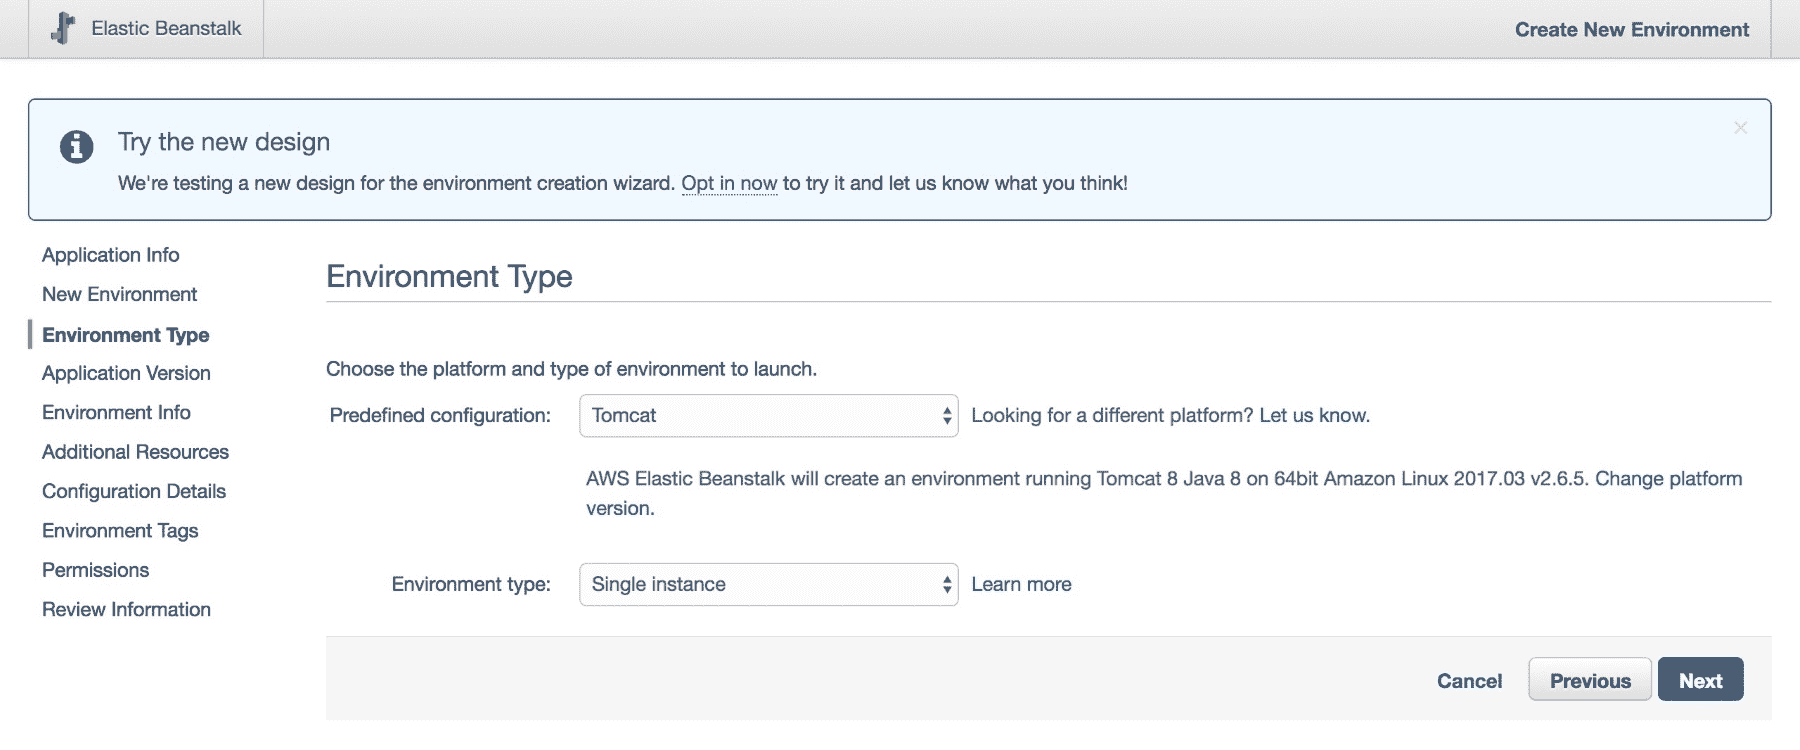 Elastic Beanstalk
Create New Environment
Try the new design
We're testing a new design for the environment creation wizard. Opt in now to try it and let us know what you think!
Application Info
New Environment
Environment Type
Application Version
Environment Info
Additional Resources
Configuration Details
Environment Tags
Permissions
Review Information
Environment Type
Choose the platform and type of environment to launch.
Predefined configuration: Tomcat Looking for a different platform? Let us know.
AWS Elastic Beanstalk will create an environment running Tomcat 8 Java 8 on 64bit Amazon Linux 2017.03 v2.6.5. Change platform
version.
Environment type: Single instance Learn more
Cancel Previous Next